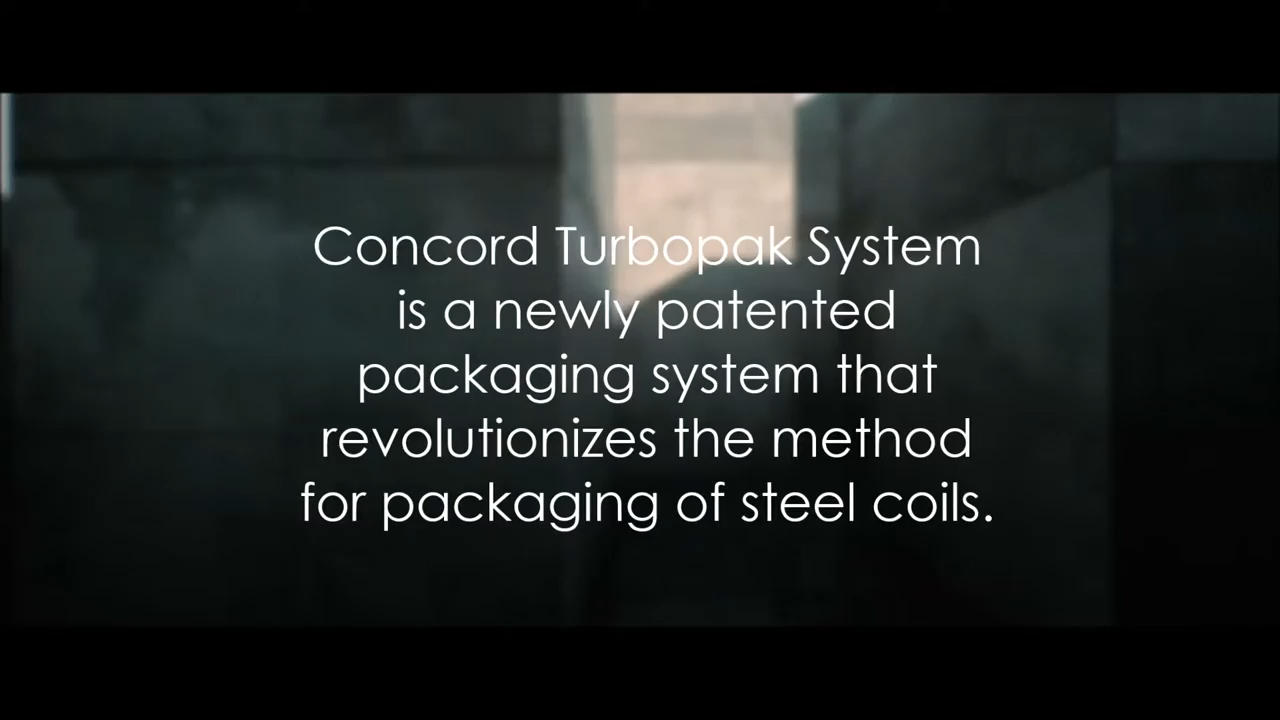 Concord Turbopak System
is a newly patented
packaging system that
revolutionizes the method
for packaging of steel coils.